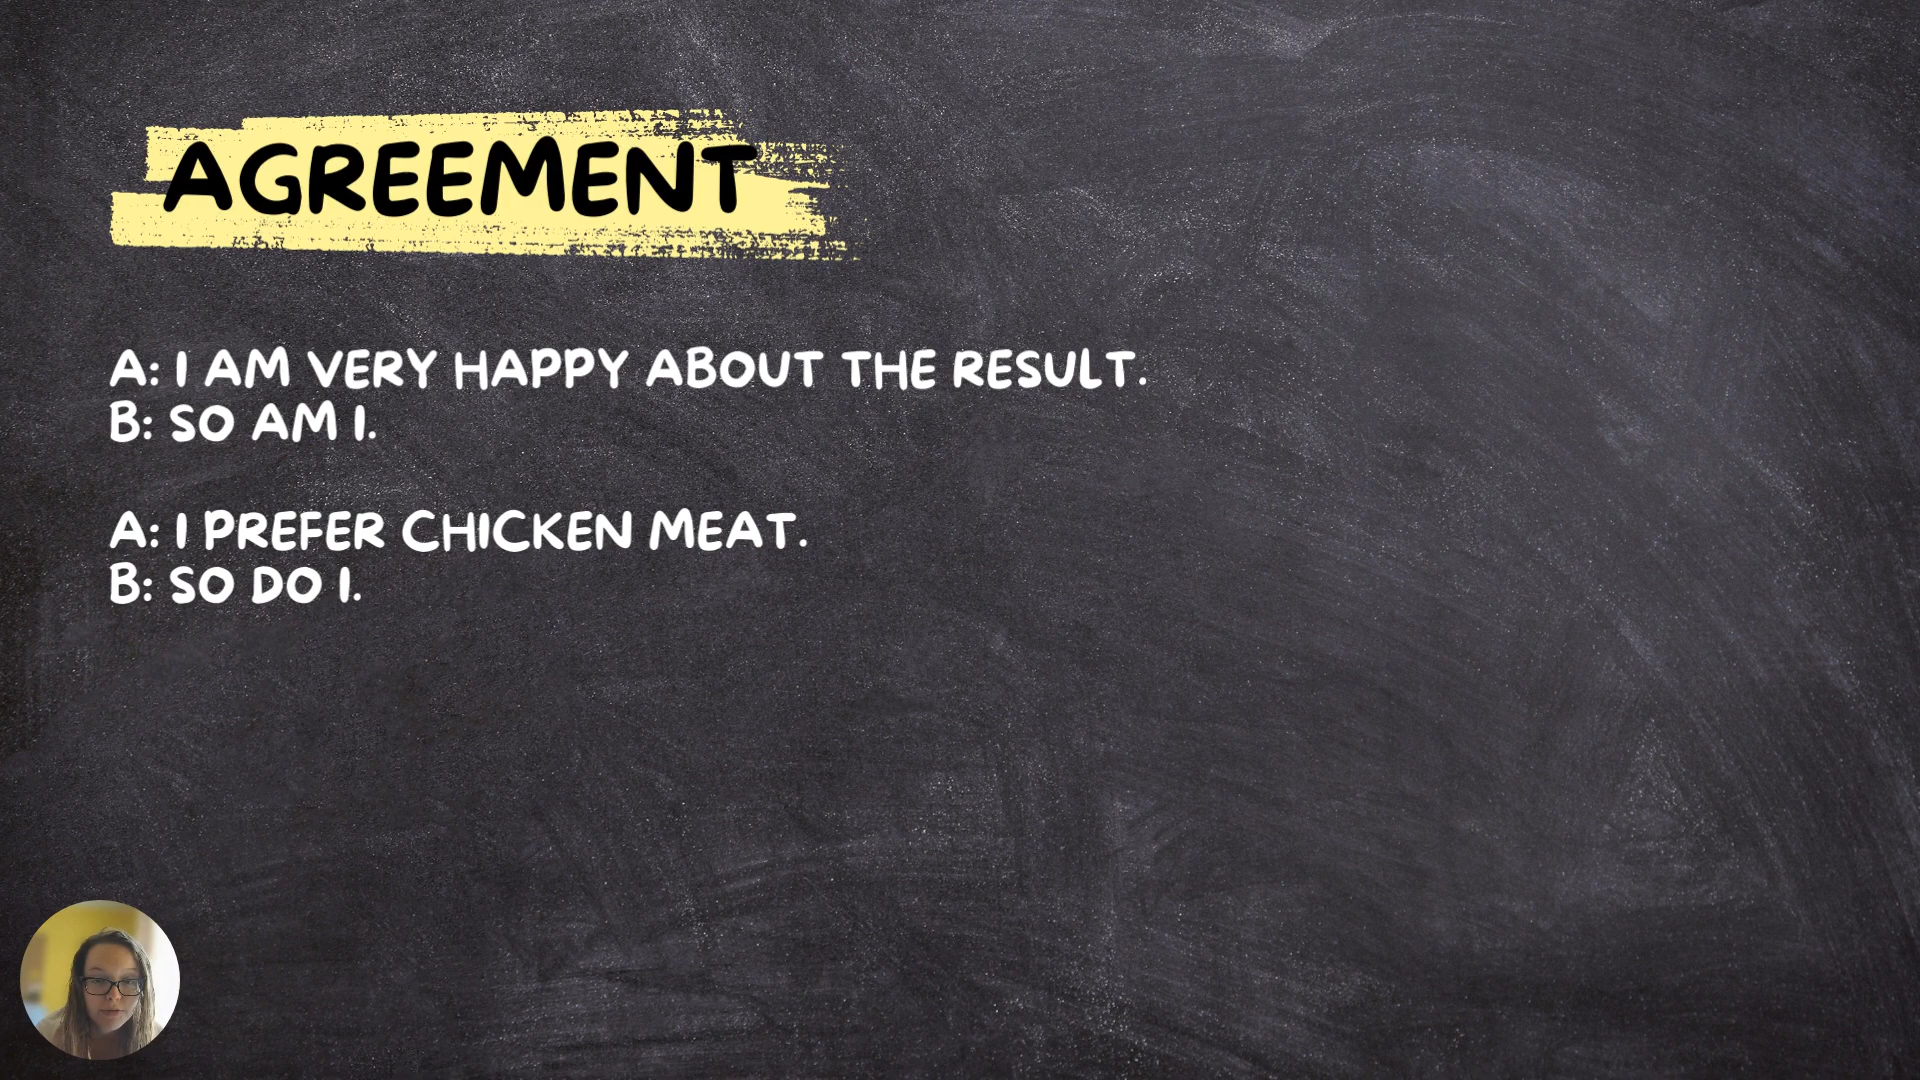 AGREEMENT
A: I AM VERY HAPPY ABOUT THE RESULT.
B: SO AM I.
A: I PREFER CHICKEN MEAT.
B: SO DO I.